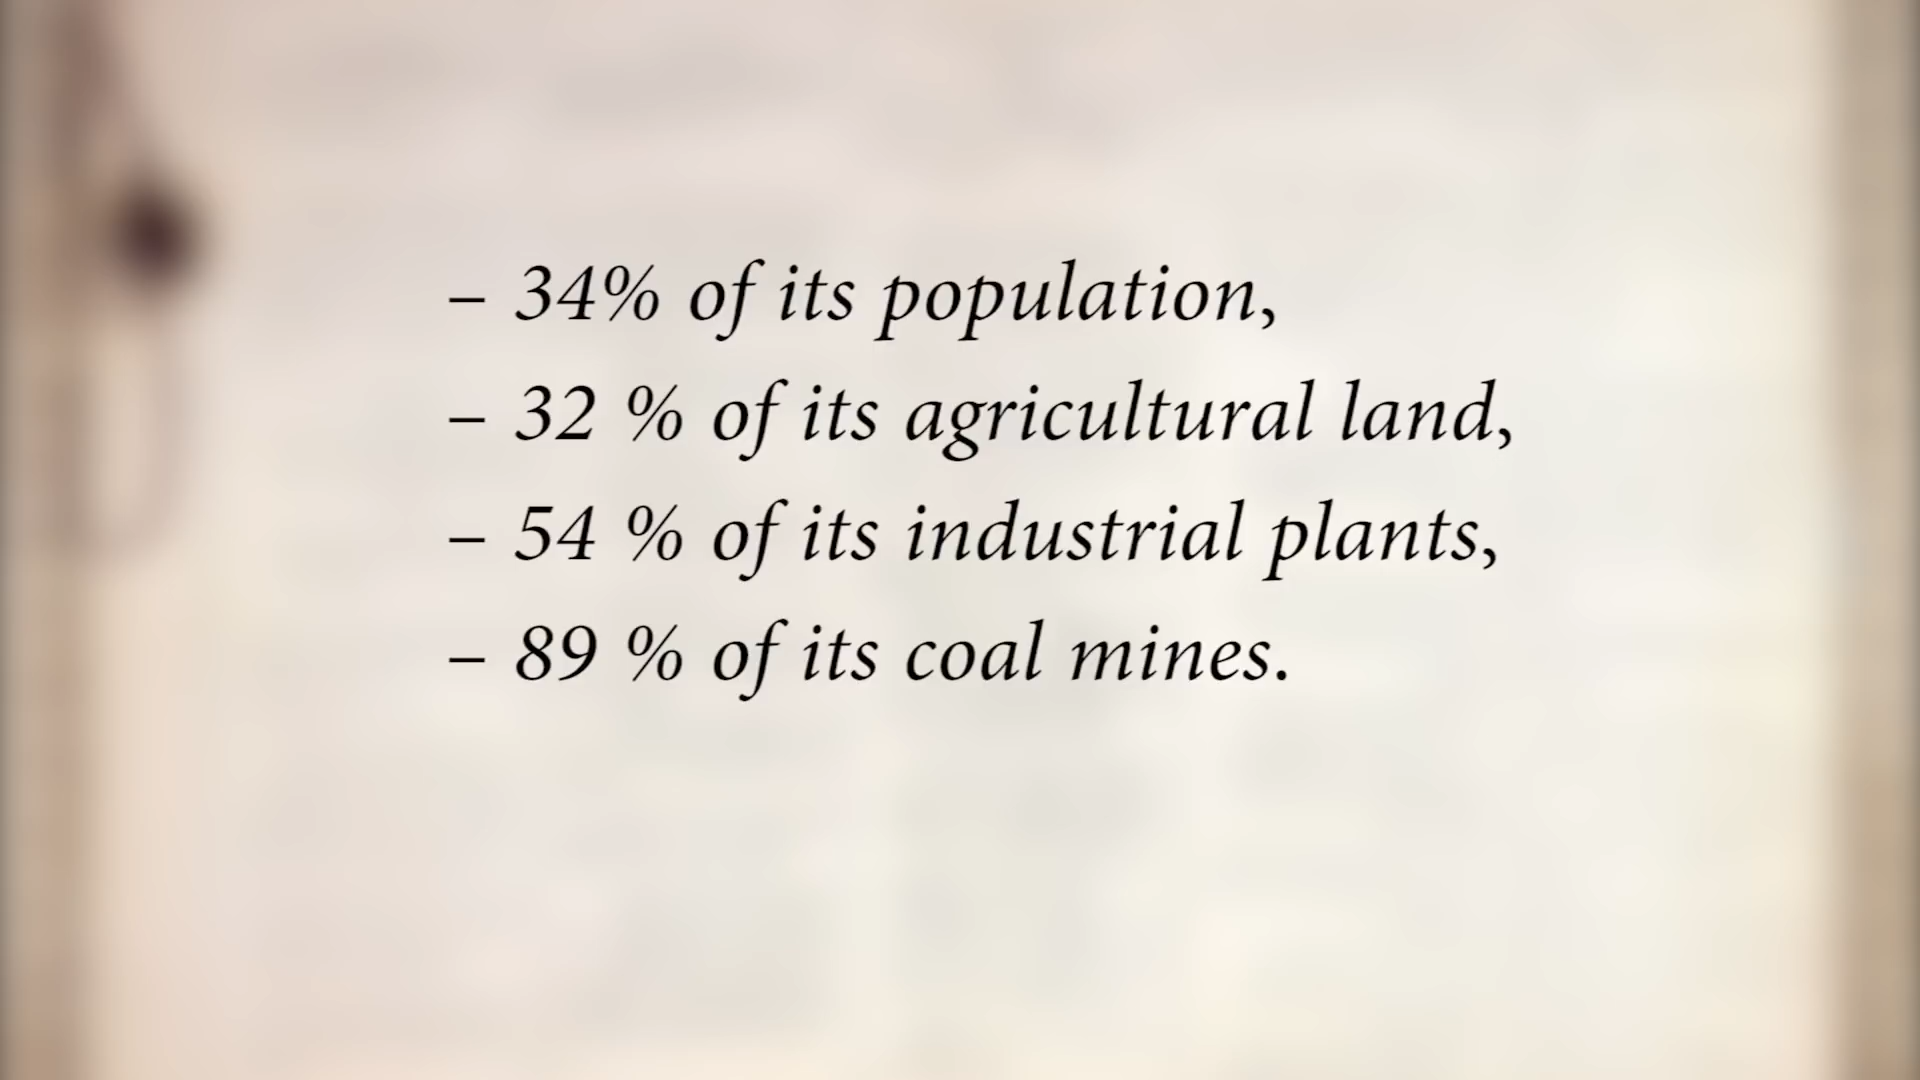 – 34% of its population,
– 32 % of its agricultural land,
– 54 % of its industrial plants,
– 89 % of its coal mines.